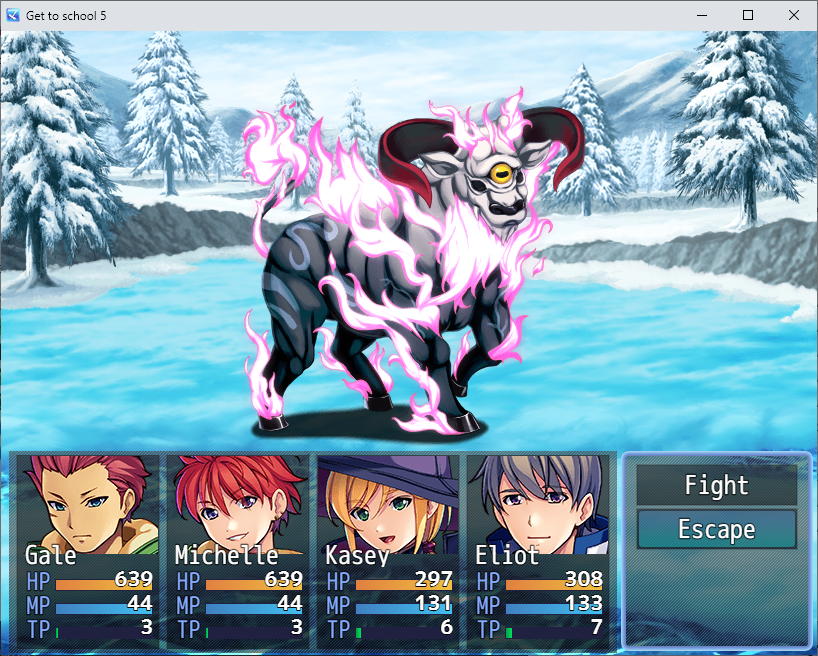 Get to school 5
Fight
Escape
Gale Michelle Kasey Eliot
HP 639 HP 639 HP 297 HP 308
MP 44 MP 44 MP 131 MP 133
TP 3 TP 3 TP 6 TP 7